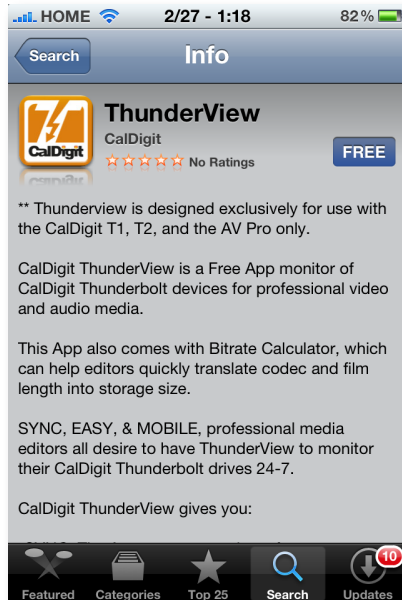 HOME 2/27 - 1:18 82%
Search Info
CalDigit
ThunderView
CalDigit
No Ratings
FREE
** Thunderview is designed exclusively for use with
the CalDigit T1, T2, and the AV Pro only.
CalDigit ThunderView is a Free App monitor of
CalDigit Thunderbolt devices for professional video
and audio media.
This App also comes with Bitrate Calculator, which
can help editors quickly translate codec and film
length into storage size.
SYNC, EASY, & MOBILE, professional media
editors all desire to have ThunderView to monitor
their CalDigit Thunderbolt drives 24-7.
CalDigit ThunderView gives you:
10
Featured Categories Top 25 Search Updates